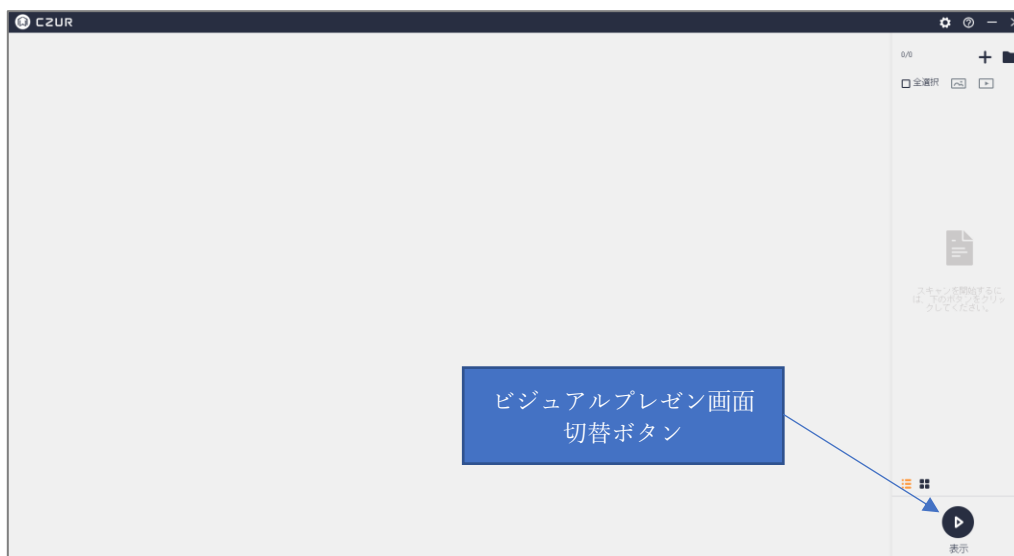 CZUR
0/0
全選択
スキャンを開始するに
は、下のボタンをクリッ
クしてください。
ビジュアルプレゼン画面
切替ボタン
表示